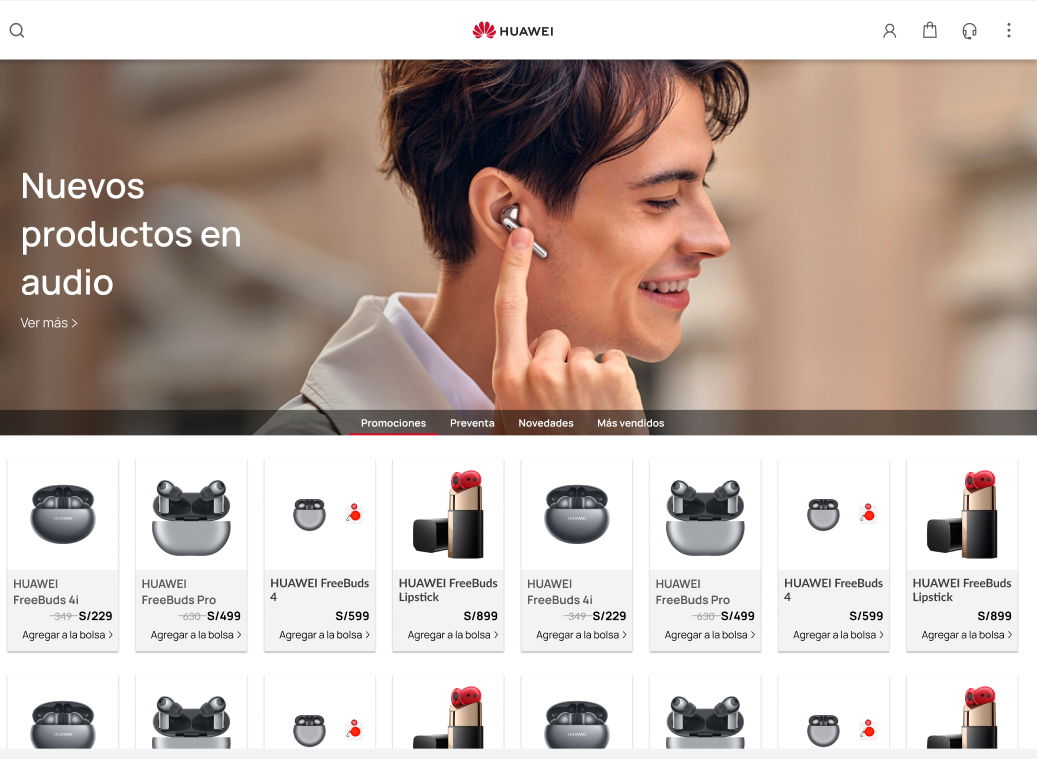 HUAWEI
Nuevos
productos en
audio
Ver más >
Promociones Preventa Novedades Más vendidos
HUAWEI
FreeBuds 4i
349 S/229
Agregar a la bolsa >
HUAWEI
FreeBuds Pro
630 S/499
Agregar a la bolsa >
HUAWEI FreeBuds
4
S/599
Agregar a la bolsa >
HUAWEI FreeBuds
Lipstick
S/899
Agregar a la bolsa >
HUAWEI
FreeBuds 4i
349 S/229
Agregar a la bolsa >
HUAWEI
FreeBuds Pro
630 S/499
Agregar a la bolsa >
HUAWEI FreeBuds
4
S/599
Agregar a la bolsa >
HUAWEI FreeBuds
Lipstick
S/899
Agregar a la bolsa >